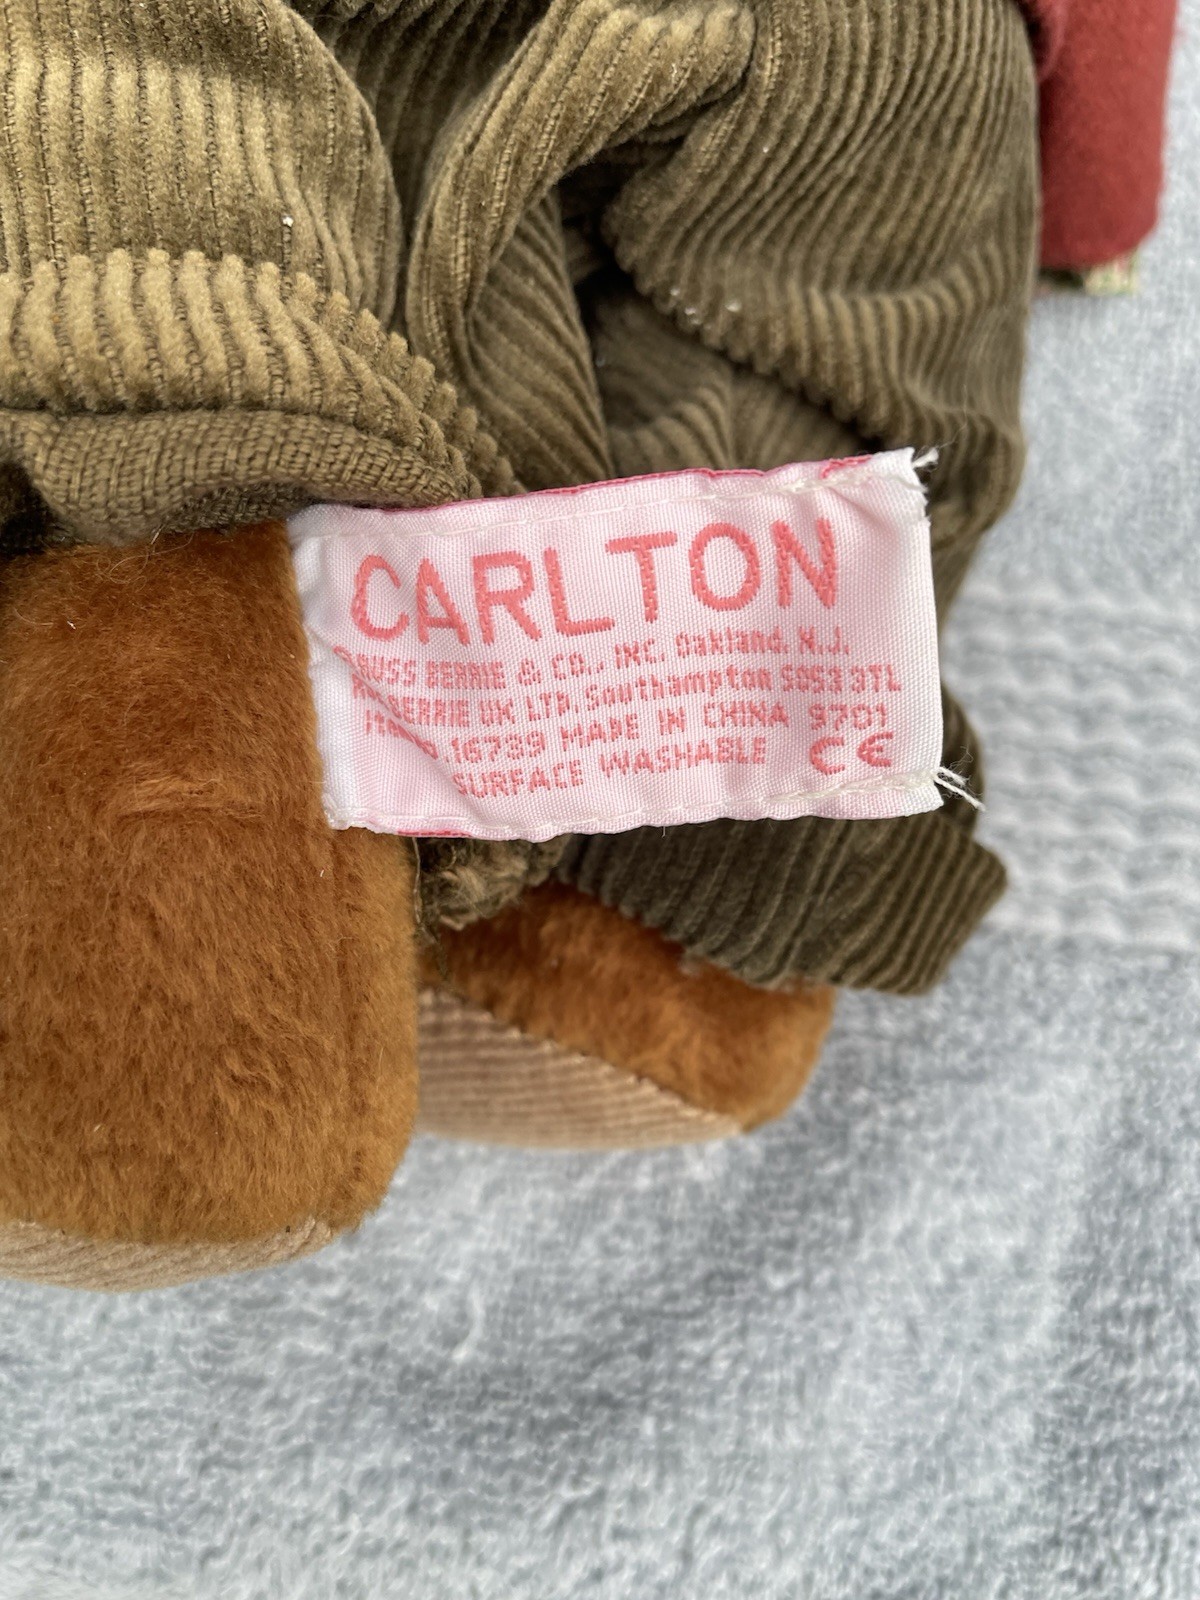 CARLTON
RUSS BERRIE & CO., INC. Oakland, N.J.
BERRIE UK LTD. Southampton SO53 3TL
16739 MADE IN CHINA 9701
SURFACE WASHABLE CE